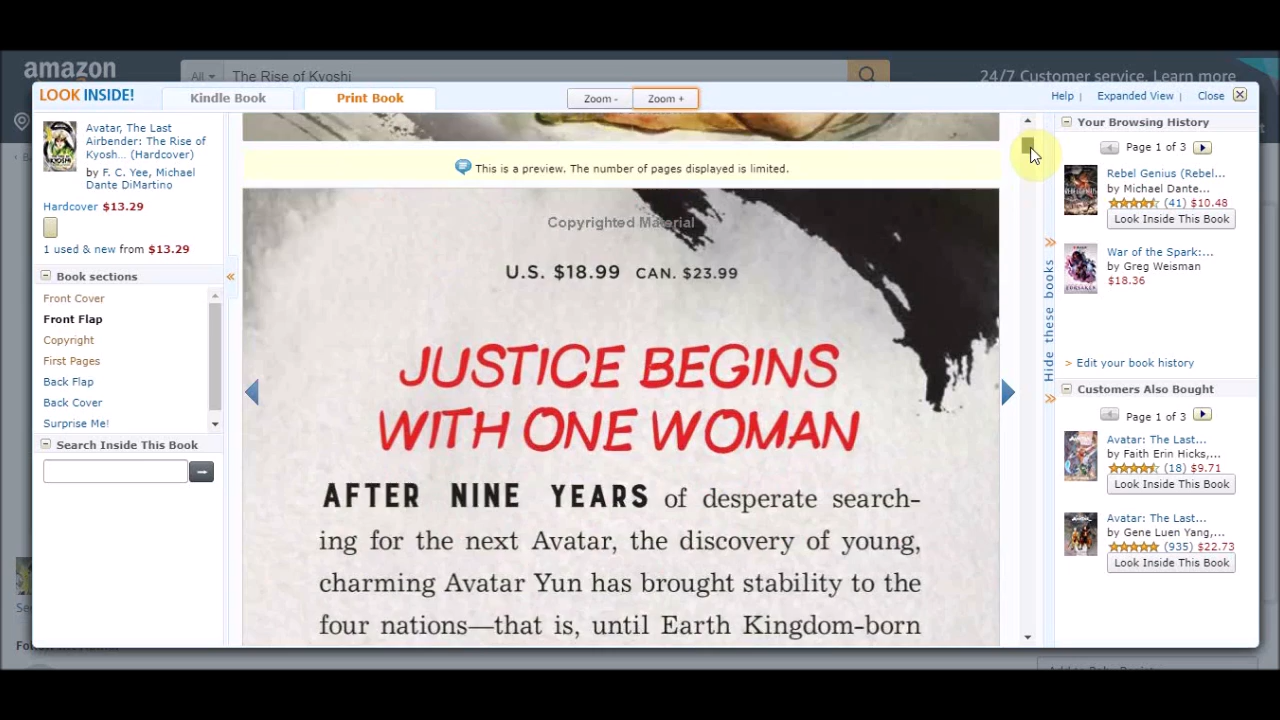 amazon
All
The Rise of Kyoshi
24/7 Customer service. Learn more
LOOK INSIDE!
Kindle Book
Print Book
Zoom -
Zoom +
Help |
Expanded View |
Close
Avatar, The Last
Airbender: The Rise of
Kyosh... (Hardcover)
by F. C. Yee, Michael
Dante DiMartino
Hardcover $13.29
1 used & new from $13.29
Book sections
Front Cover
Front Flap
Copyright
First Pages
Back Flap
Back Cover
Surprise Me!
Search Inside This Book
This is a preview. The number of pages displayed is limited.
Copyrighted Material
U.S. $18.99 CAN. $23.99
JUSTICE BEGINS
WITH ONE WOMAN
AFTER NINE YEARS of desperate search-
ing for the next Avatar, the discovery of young,
charming Avatar Yun has brought stability to the
four nations—that is, until Earth Kingdom-born
Hide these books
Your Browsing History
Page 1 of 3
Rebel Genius (Rebel...
by Michael Dante...
(41) $10.48
Look Inside This Book
War of the Spark:...
by Greg Weisman
$18.36
> Edit your book history
Customers Also Bought
Page 1 of 3
Avatar: The Last...
by Faith Erin Hicks,...
(18) $9.71
Look Inside This Book
Avatar: The Last...
by Gene Luen Yang,...
(935) $22.73
Look Inside This Book